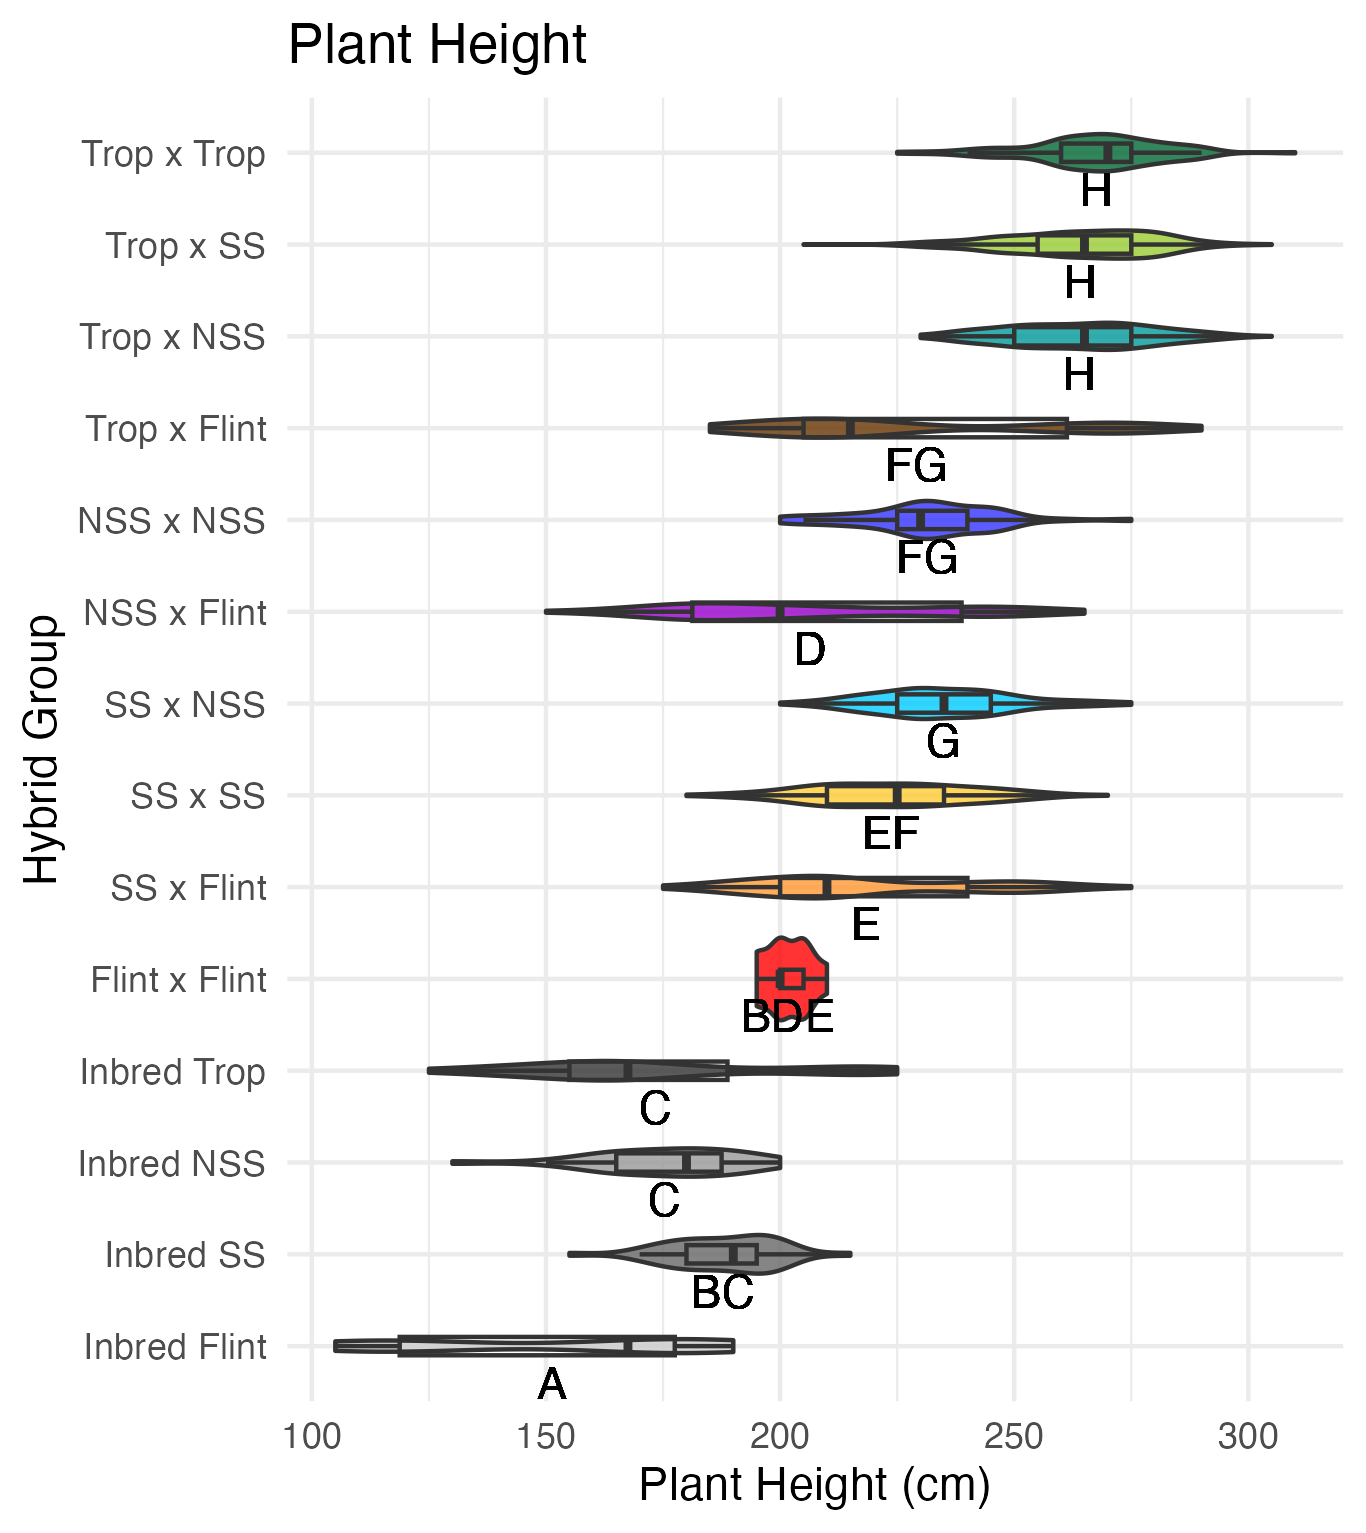 Plant Height
Trop x Trop
H
Trop x SS
H
Trop x NSS
H
Trop x Flint
FG
NSS x NSS
FG
NSS x Flint
D
SS x NSS
G
SS x SS
EF
SS x Flint
E
Flint x Flint
BDE
Inbred Trop
C
Inbred NSS
C
Inbred SS
BC
Inbred Flint
A
Hybrid Group
100 150 200 250 300
Plant Height (cm)